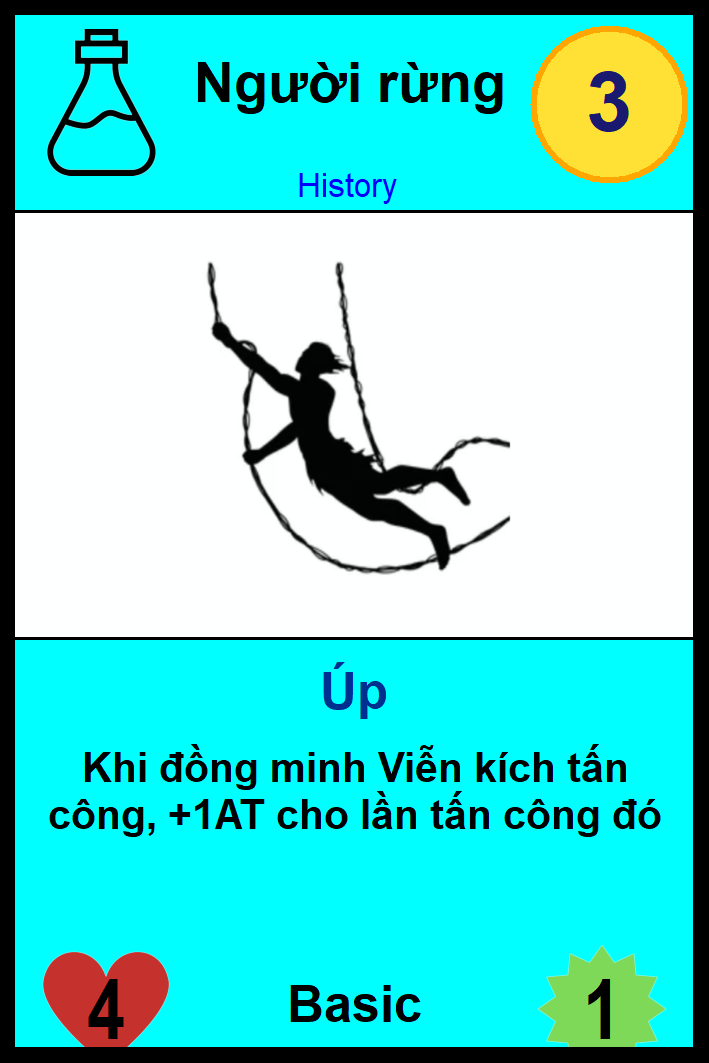 Người rừng
3
History
Úp
Khi đồng minh Viễn kích tấn
công, +1AT cho lần tấn công đó
4
Basic
1